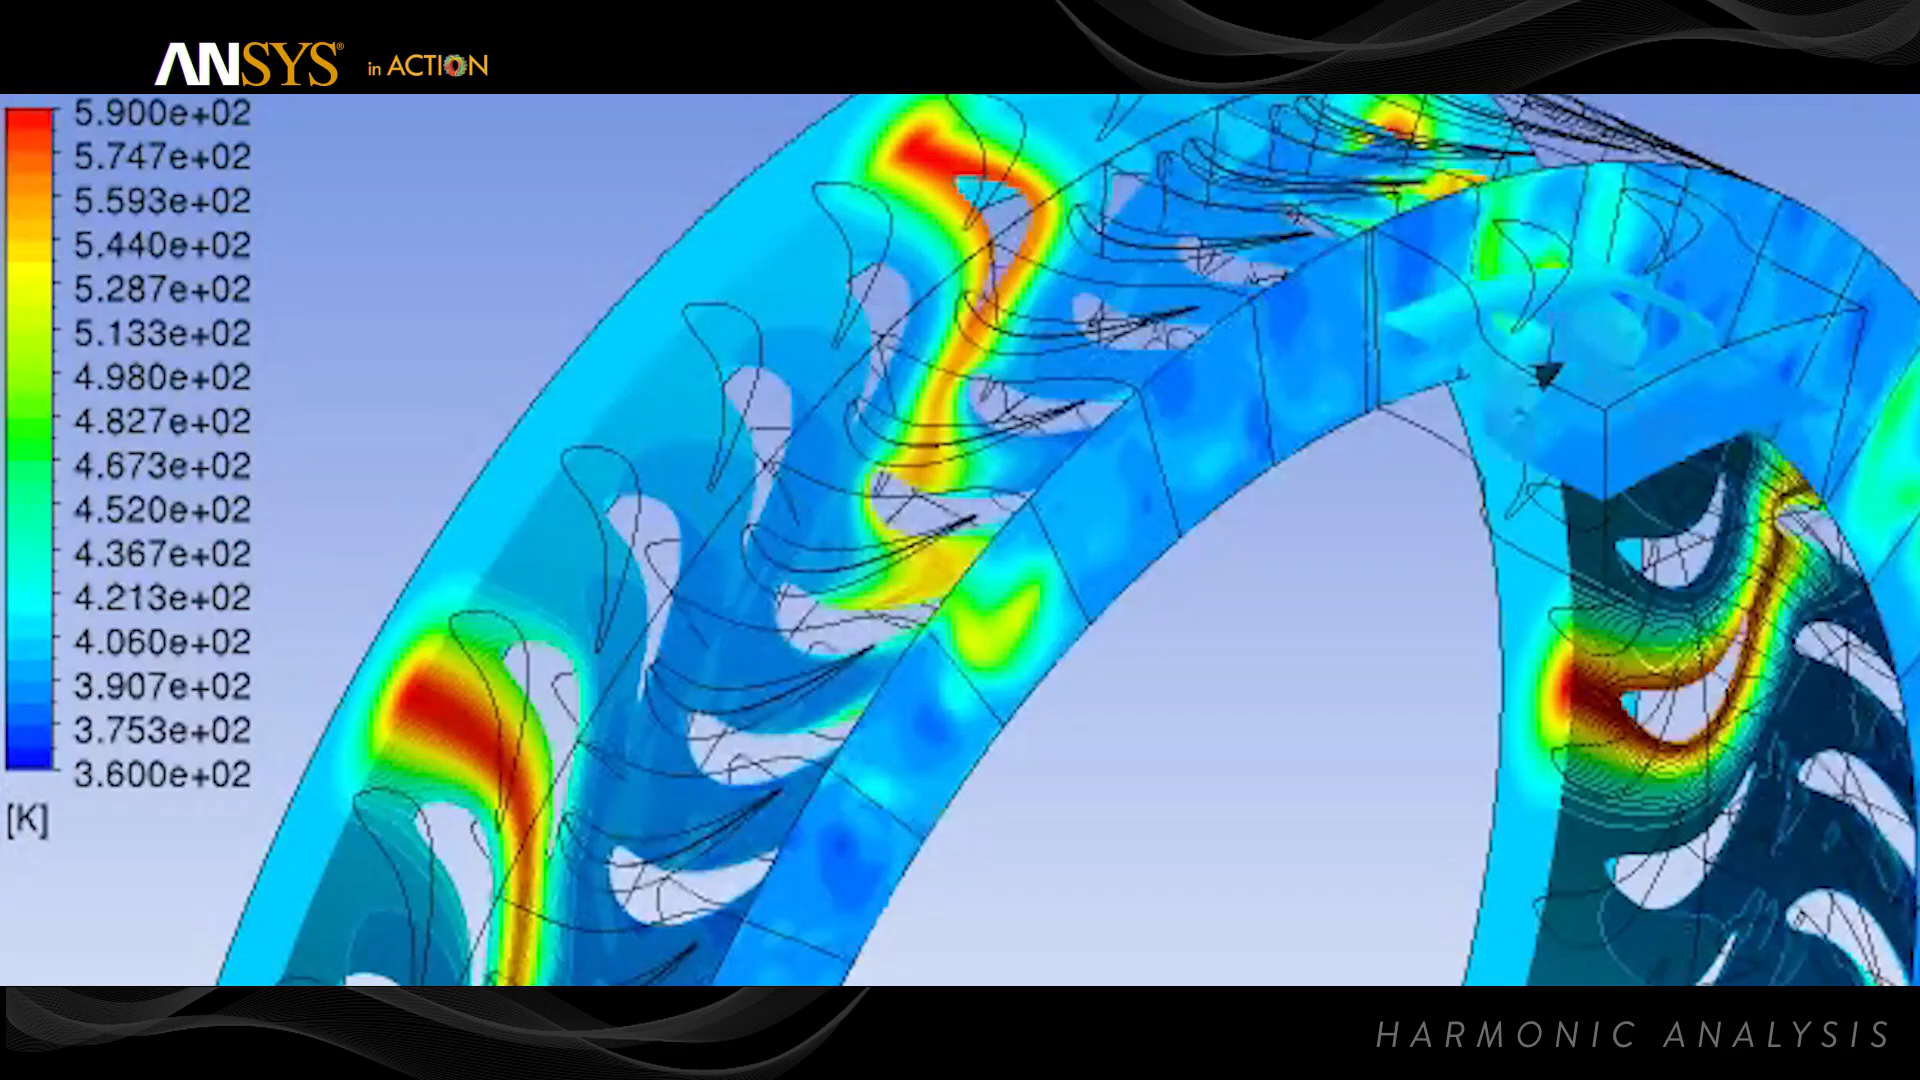 ANSYS® in ACTION
5.900e+02
5.747e+02
5.593e+02
5.440e+02
5.287e+02
5.133e+02
4.980e+02
4.827e+02
4.673e+02
4.520e+02
4.367e+02
4.213e+02
4.060e+02
3.907e+02
3.753e+02
3.600e+02
[K]
HARMONIC ANALYSIS